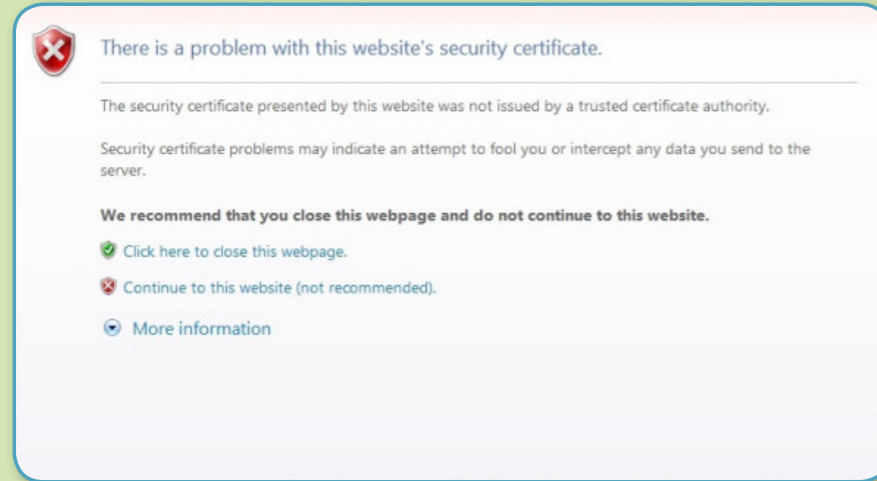 There is a problem with this website's security certificate.
The security certificate presented by this website was not issued by a trusted certificate authority.
Security certificate problems may indicate an attempt to fool you or intercept any data you send to the
server.
We recommend that you close this webpage and do not continue to this website.
Click here to close this webpage.
Continue to this website (not recommended).
More information